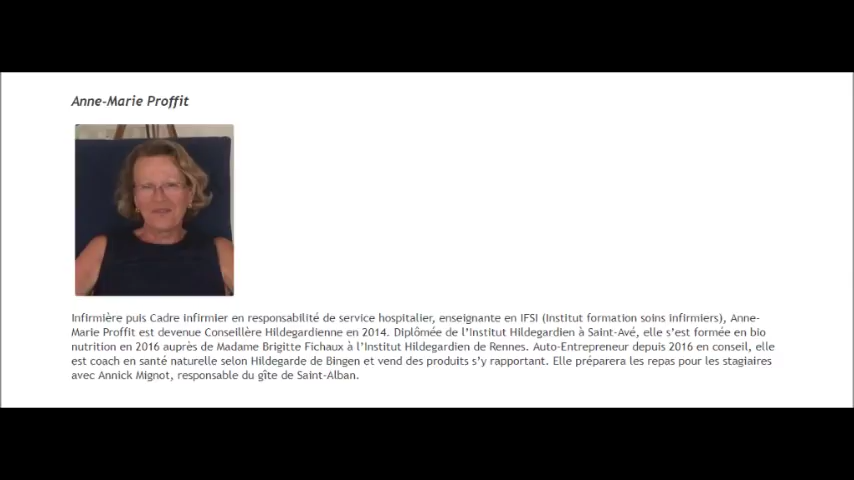 Anne-Marie Proffit
Infirmière puis Cadre infirmier en responsabilité de service hospitalier, enseignante en IFSI (Institut formation soins infirmiers), Anne-
Marie Proffit est devenue Conseillère Hildegardienne en 2014. Diplômée de l'Institut Hildegardien à Saint-Avé, elle s'est formée en bio
nutrition en 2016 auprès de Madame Brigitte Fichaux à l'Institut Hildegardien de Rennes. Auto-Entrepreneur depuis 2016 en conseil, elle
est coach en santé naturelle selon Hildegarde de Bingen et vend des produits s'y rapportant. Elle préparera les repas pour les stagiaires
avec Annick Mignot, responsable du gîte de Saint-Alban.